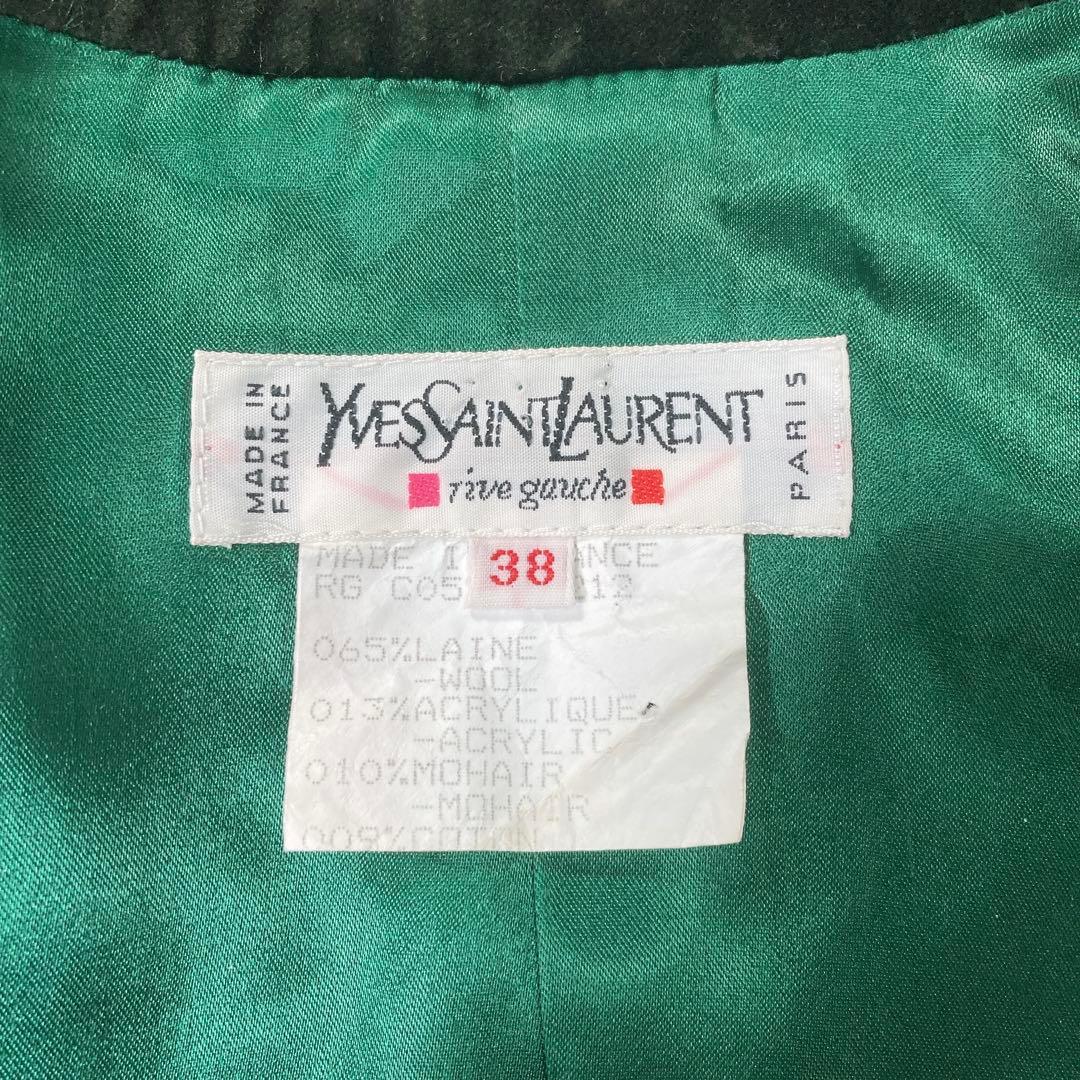 MADE IN
FRANCE
YVES SAINT LAURENT
rive gauche
PARIS
38
MADE I ANCE
RG C05 12
065%LAINE
-WOOL
013%ACRYLIQUE
-ACRYLIC
010%MOHAIR
-MOHAIR